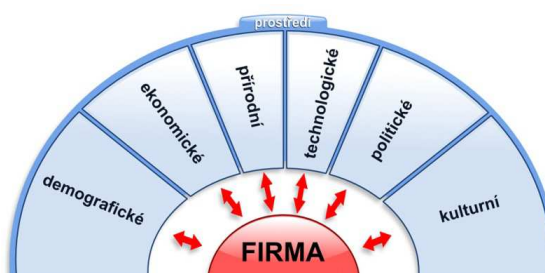 prostředí
demografické
ekonomické
přírodní
technologické
politické
kulturní
FIRMA